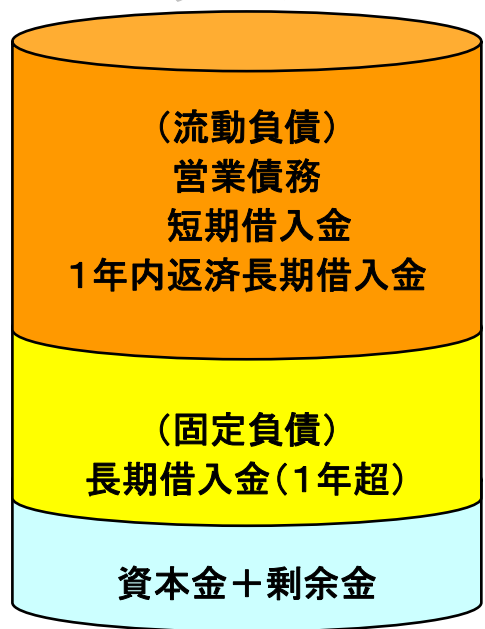 （流動負債）
営業債務
短期借入金
１年内返済長期借入金
（固定負債）
長期借入金（１年超）
資本金＋剰余金